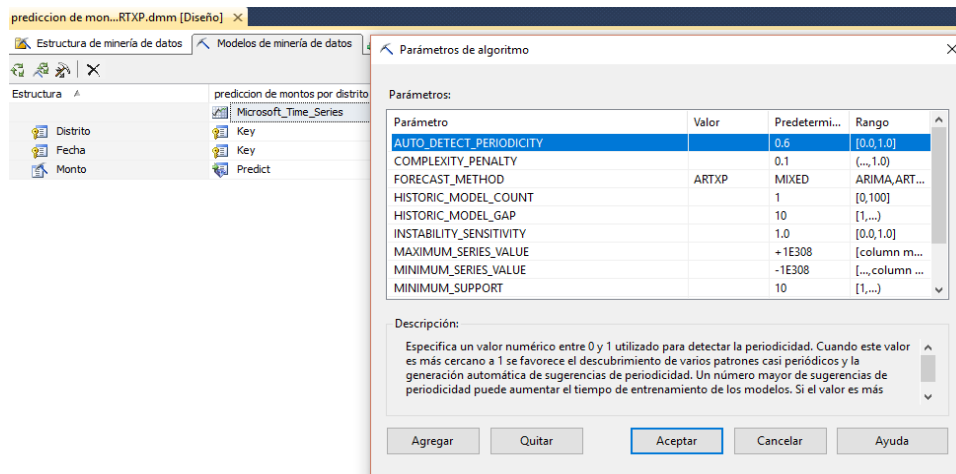 prediccion de mon...RTXP.dmm [Diseño] ×
Estructura de minería de datos Modelos de minería de datos
Estructura prediccion de montos por distrito
Microsoft_Time_Series
Distrito Key
Fecha Key
Monto Predict
Parámetros de algoritmo
Parámetros:
Parámetro Valor Predetermi... Rango
AUTO_DETECT_PERIODICITY 0.6 [0.0,1.0]
COMPLEXITY_PENALTY 0.1 (...,1.0)
FORECAST_METHOD ARTXP MIXED ARIMA,ART...
HISTORIC_MODEL_COUNT 1 [0,100]
HISTORIC_MODEL_GAP 10 [1,...)
INSTABILITY_SENSITIVITY 1.0 [0.0,1.0]
MAXIMUM_SERIES_VALUE +1E308 [column m...
MINIMUM_SERIES_VALUE -1E308 [...,column ...
MINIMUM_SUPPORT 10 [1,...)
Descripción:
Especifica un valor numérico entre 0 y 1 utilizado para detectar la periodicidad. Cuando este valor
es más cercano a 1 se favorece el descubrimiento de varios patrones casi periódicos y la
generación automática de sugerencias de periodicidad. Un número mayor de sugerencias de
periodicidad puede aumentar el tiempo de entrenamiento de los modelos. Si el valor es más
Agregar Quitar Aceptar Cancelar Ayuda